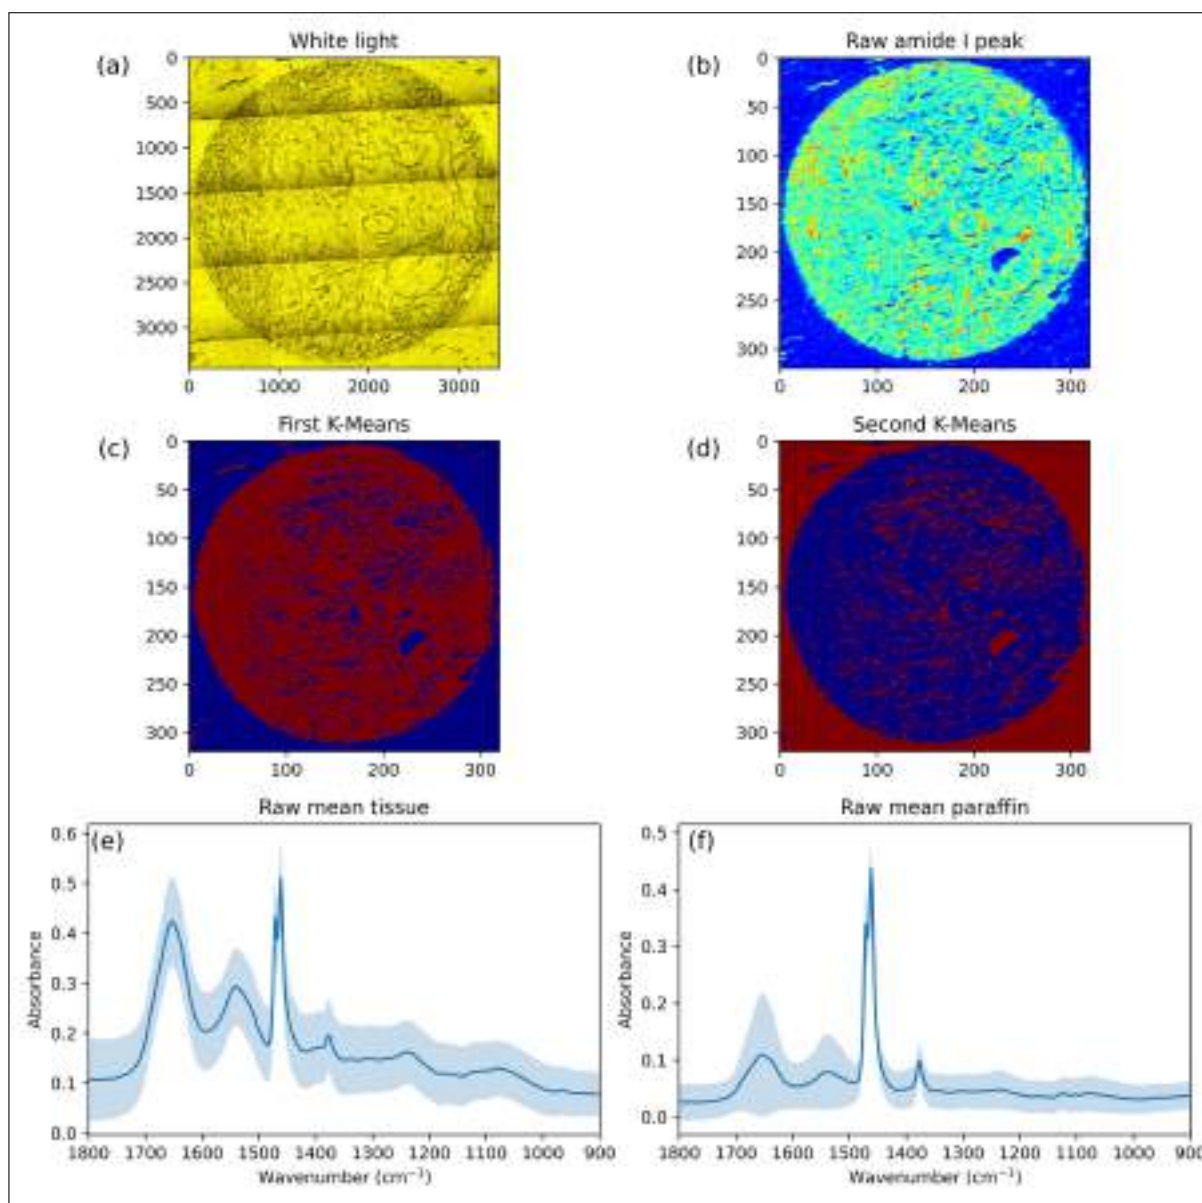 White light
(a)
0
500
1000
1500
2000
2500
3000
0 1000 2000 3000
Raw amide I peak
(b)
0
50
100
150
200
250
300
0 100 200 300
First K-Means
(c)
0
50
100
150
200
250
300
0 100 200 300
Second K-Means
(d)
0
50
100
150
200
250
300
0 100 200 300
Raw mean tissue
(e)
0.6
0.5
0.4
0.3
0.2
0.1
0.0
Absorbance
1800 1700 1600 1500 1400 1300 1200 1100 1000 900
Wavenumber (cm⁻¹)
Raw mean paraffin
(f)
0.5
0.4
0.3
0.2
0.1
0.0
Absorbance
1800 1700 1600 1500 1400 1300 1200 1100 1000 900
Wavenumber (cm⁻¹)